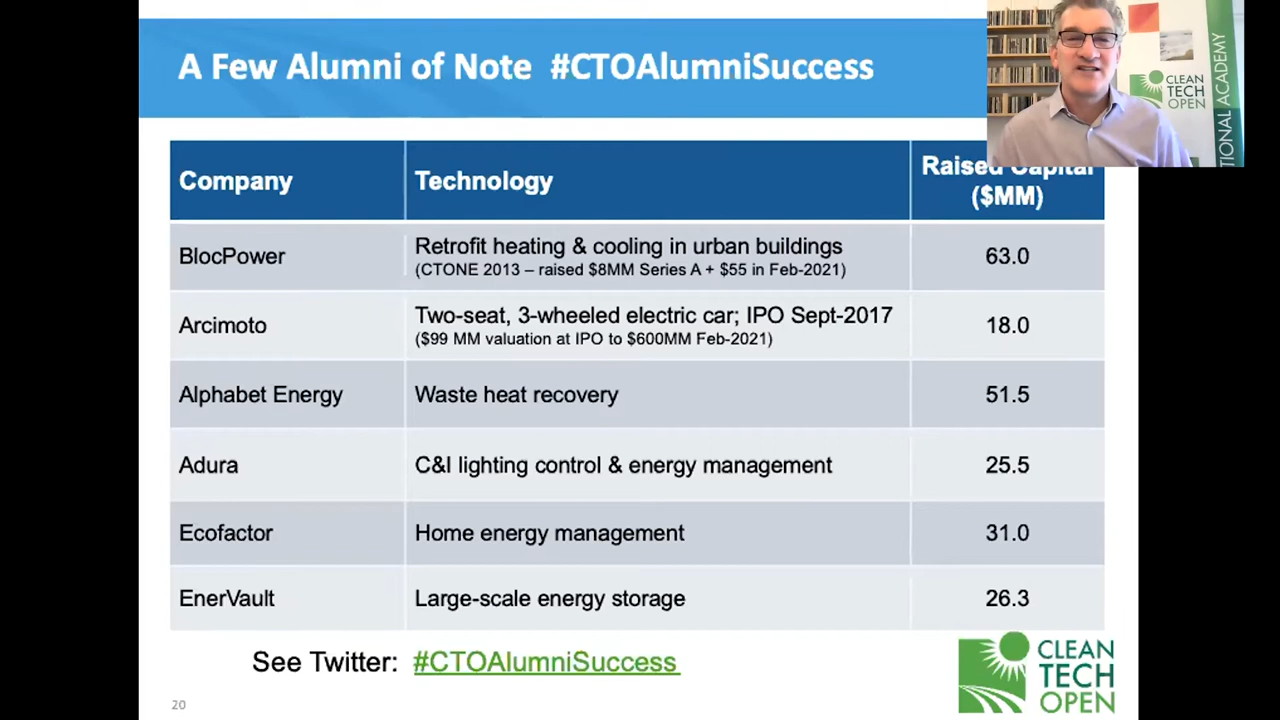 A Few Alumni of Note #CTOAlumniSuccess
CLEAN
TECH
OPEN
TIONAL ACADEMY
Company
Technology
Raised Capital
($MM)
BlocPower
Retrofit heating & cooling in urban buildings
(CTONE 2013 – raised $8MM Series A + $55 in Feb-2021)
63.0
Arcimoto
Two-seat, 3-wheeled electric car; IPO Sept-2017
($99 MM valuation at IPO to $600MM Feb-2021)
18.0
Alphabet Energy
Waste heat recovery
51.5
Adura
C&I lighting control & energy management
25.5
Ecofactor
Home energy management
31.0
EnerVault
Large-scale energy storage
26.3
See Twitter: #CTOAlumniSuccess
20
CLEAN
TECH
OPEN